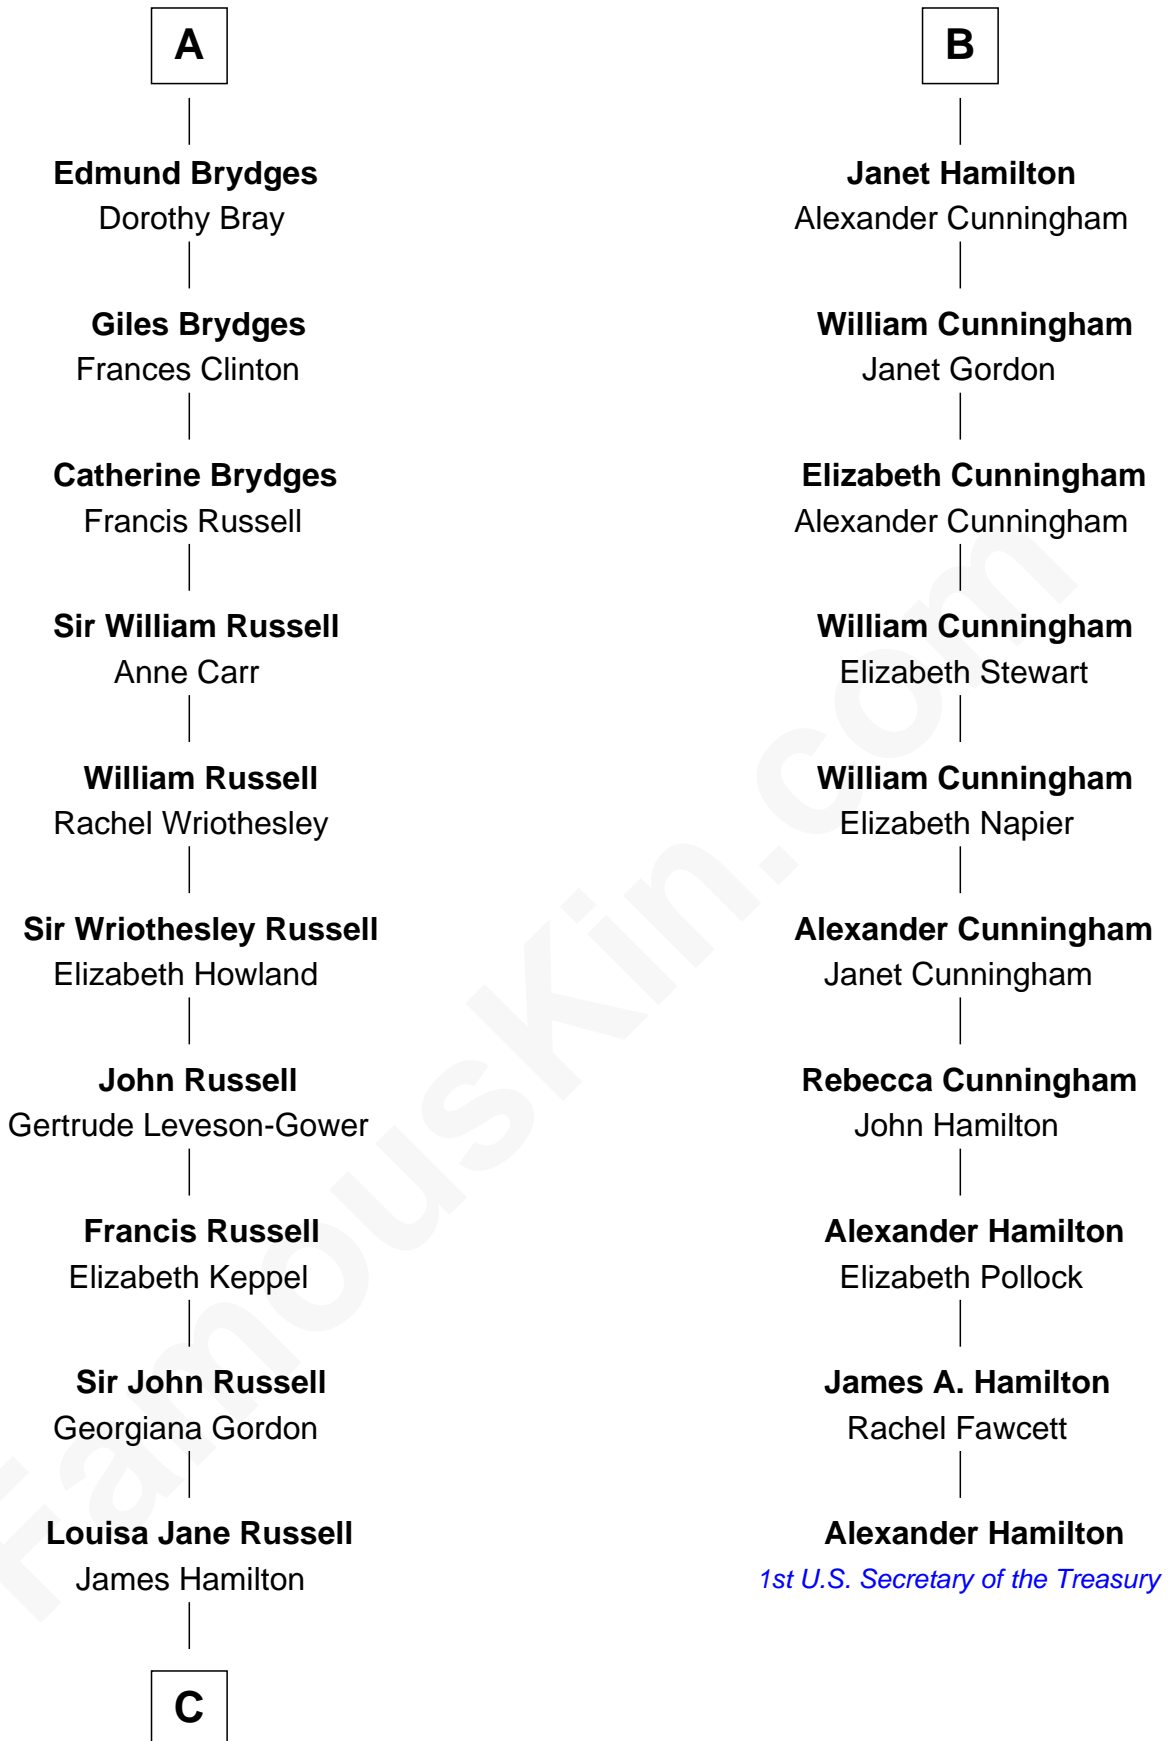 A
Edmund Brydges
Dorothy Bray
Giles Brydges
Frances Clinton
Catherine Brydges
Francis Russell
Sir William Russell
Anne Carr
William Russell
Rachel Wriothesley
Sir Wriothesley Russell
Elizabeth Howland
John Russell
Gertrude Leveson-Gower
Francis Russell
Elizabeth Keppel
Sir John Russell
Georgiana Gordon
Louisa Jane Russell
James Hamilton
C
B
Janet Hamilton
Alexander Cunningham
William Cunningham
Janet Gordon
Elizabeth Cunningham
Alexander Cunningham
William Cunningham
Elizabeth Stewart
William Cunningham
Elizabeth Napier
Alexander Cunningham
Janet Cunningham
Rebecca Cunningham
John Hamilton
Alexander Hamilton
Elizabeth Pollock
James A. Hamilton
Rachel Fawcett
Alexander Hamilton
1st U.S. Secretary of the Treasury
FamousKin.com